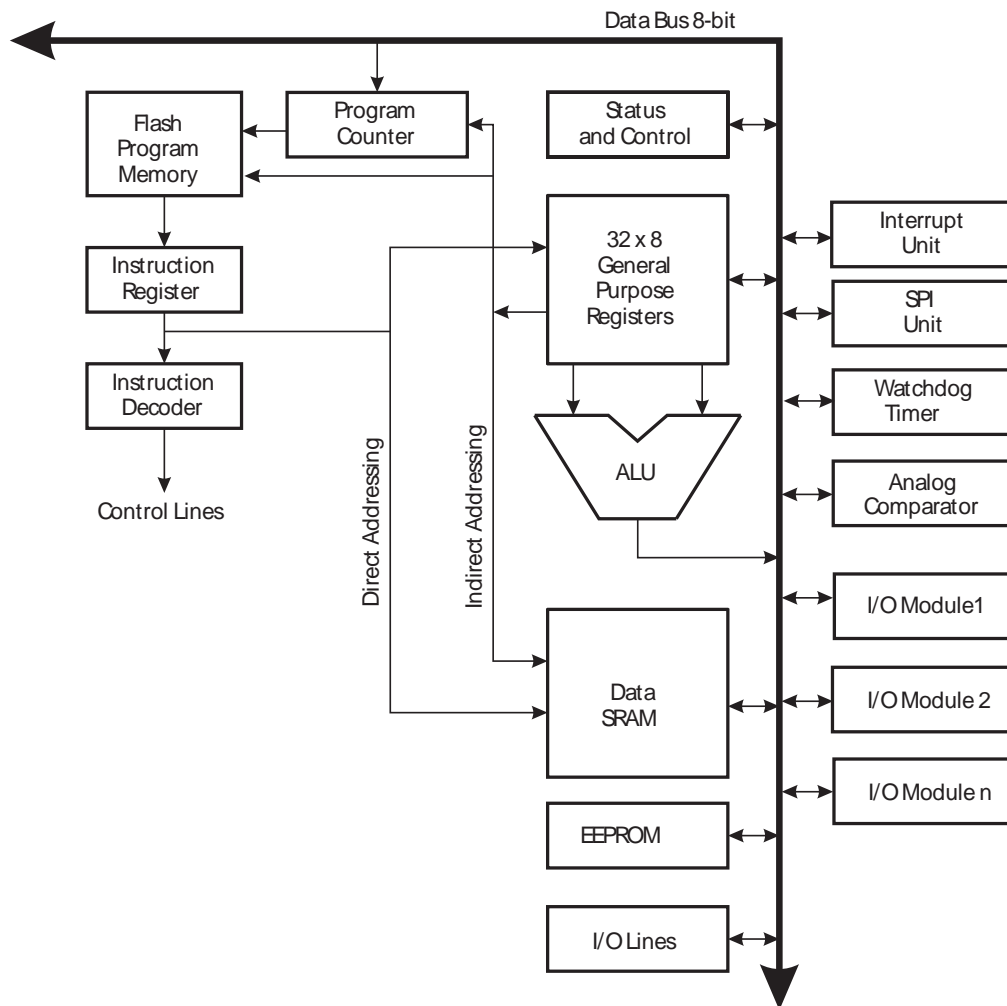 Data Bus 8-bit
Flash
Program
Memory
Program
Counter
Status
and Control
Instruction
Register
32 x 8
General
Purpose
Registers
Interrupt
Unit
SPI
Unit
Instruction
Decoder
Watchdog
Timer
Control Lines
Direct Addressing
Indirect Addressing
ALU
Analog
Comparator
I/O Module1
Data
SRAM
I/O Module 2
I/O Module n
EEPROM
I/O Lines